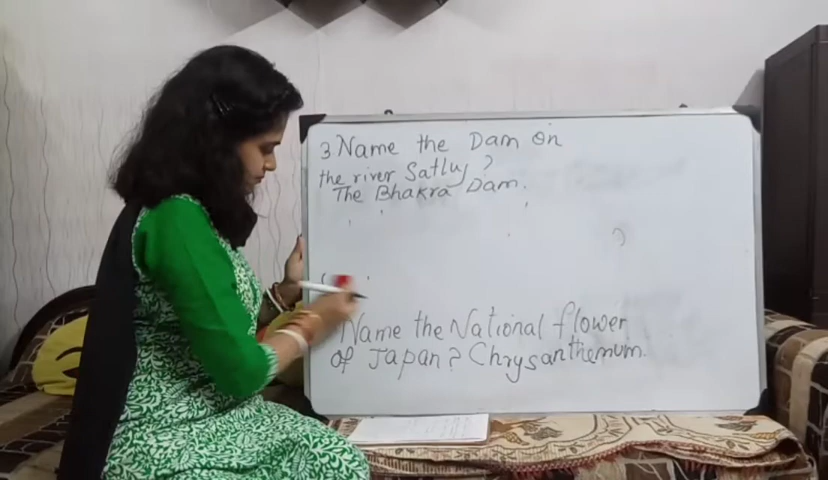 3 Name the Dam on
the river Satluj ?
The Bhakra Dam.
Name the National flower
of Japan? Chrysanthemum.